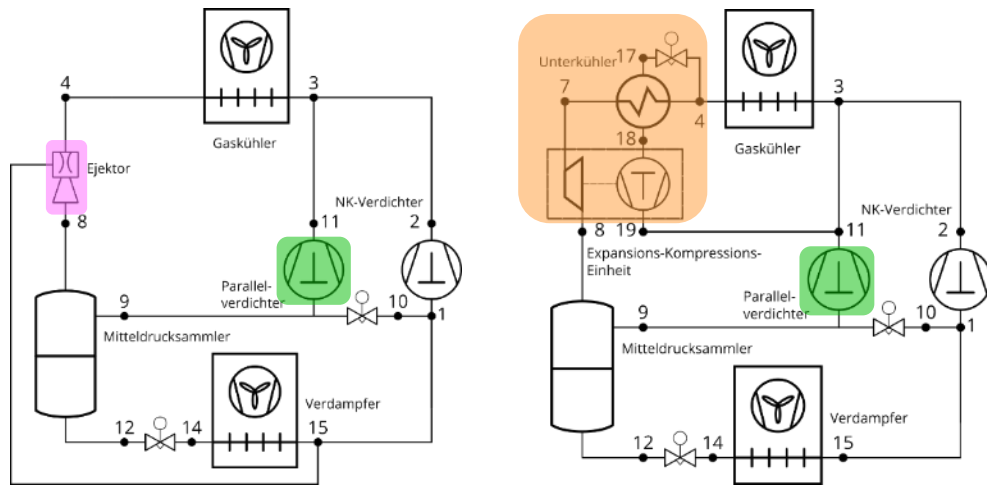 4
3
Gaskühler
Ejektor
8
11
NK-Verdichter
2
Parallel-
verdichter
9
10
1
Mitteldrucksammler
Verdampfer
12
14
15
Unterkühler
17
7
4
3
18
Gaskühler
NK-Verdichter
8
19
11
2
Expansions-Kompressions-
Einheit
Parallel-
verdichter
9
10
1
Mitteldrucksammler
Verdampfer
12
14
15